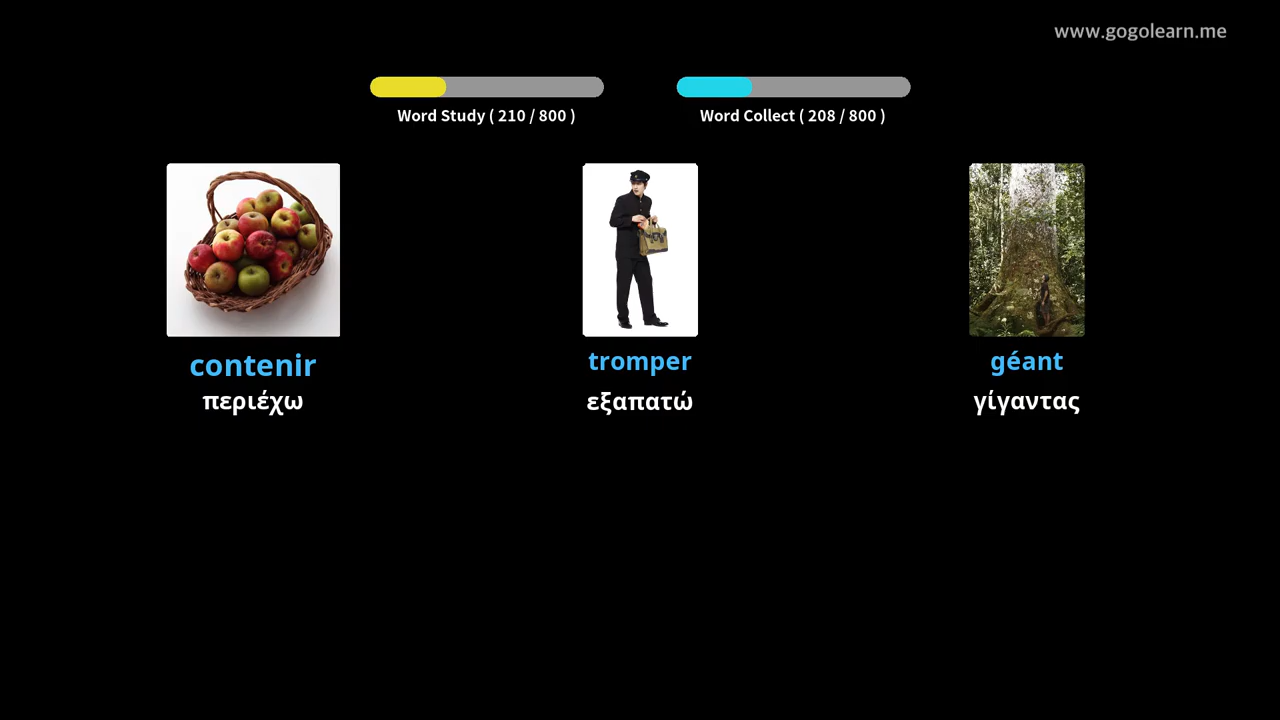 www.gogolearn.me
Word Study ( 210 / 800 )
Word Collect ( 208 / 800 )
contenir
περιέχω
tromper
εξαπατώ
géant
γίγαντας